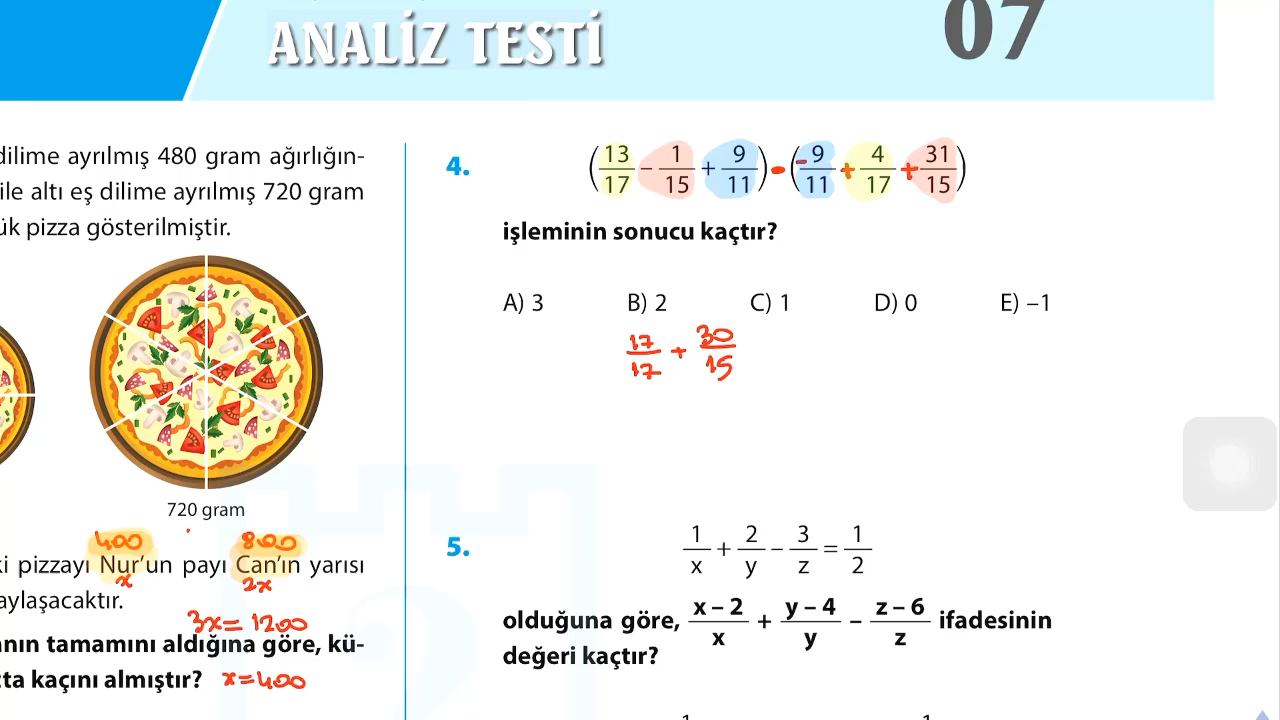 ANALİZ TESTİ
07
dilime ayrılmış 480 gram ağırlığın-
ile altı eş dilime ayrılmış 720 gram
ük pizza gösterilmiştir.
720 gram
400 800
ki pizzayı Nur'un payı Can'ın yarısı
x 2x
aylaşacaktır.
3x = 1200
anın tamamını aldığına göre, kü-
tta kaçını almıştır? x = 400
4. (13/17 - 1/15 + 9/11) - (-9/11 + 4/17 + 31/15)
işleminin sonucu kaçtır?
A) 3 B) 2 C) 1 D) 0 E) –1
17/17 + 30/15
5. 1/x + 2/y – 3/z = 1/2
olduğuna göre, x – 2/x + y – 4/y – z – 6/z ifadesinin
değeri kaçtır?